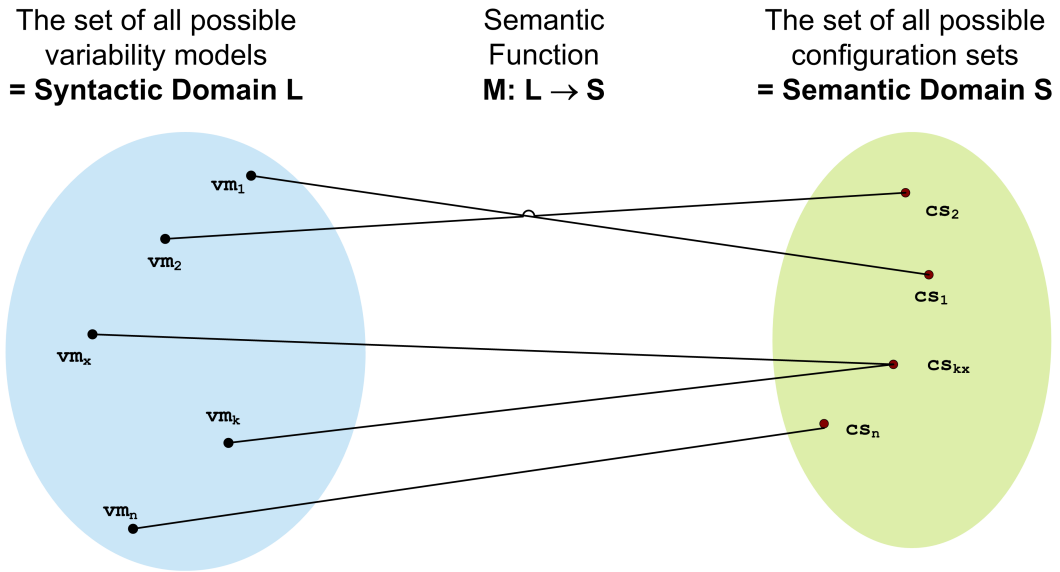 The set of all possible
variability models
= Syntactic Domain L
Semantic
Function
M: L → S
The set of all possible
configuration sets
= Semantic Domain S
vm₁
vm₂
vmₓ
vmₖ
vmₙ
cs₂
cs₁
csₖₓ
csₙ